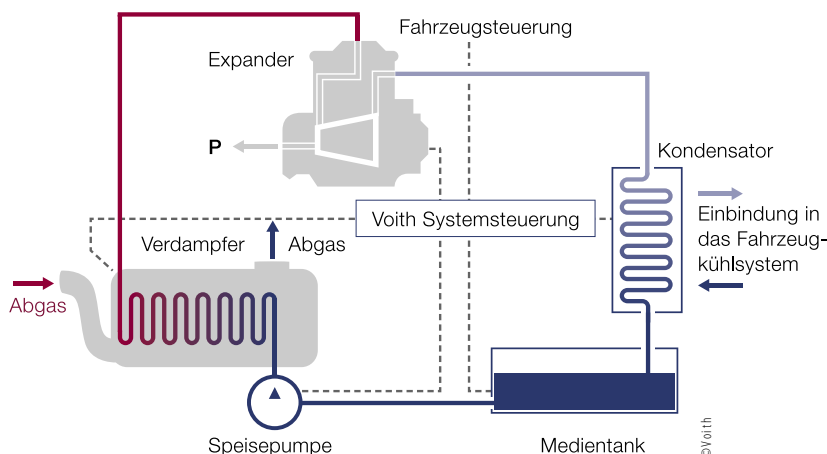 Fahrzeugsteuerung
Expander
P
Kondensator
Voith Systemsteuerung
Einbindung in
das Fahrzeug-
kühlsystem
Verdampfer
Abgas
Abgas
Speisepumpe
Medientank
©Voith